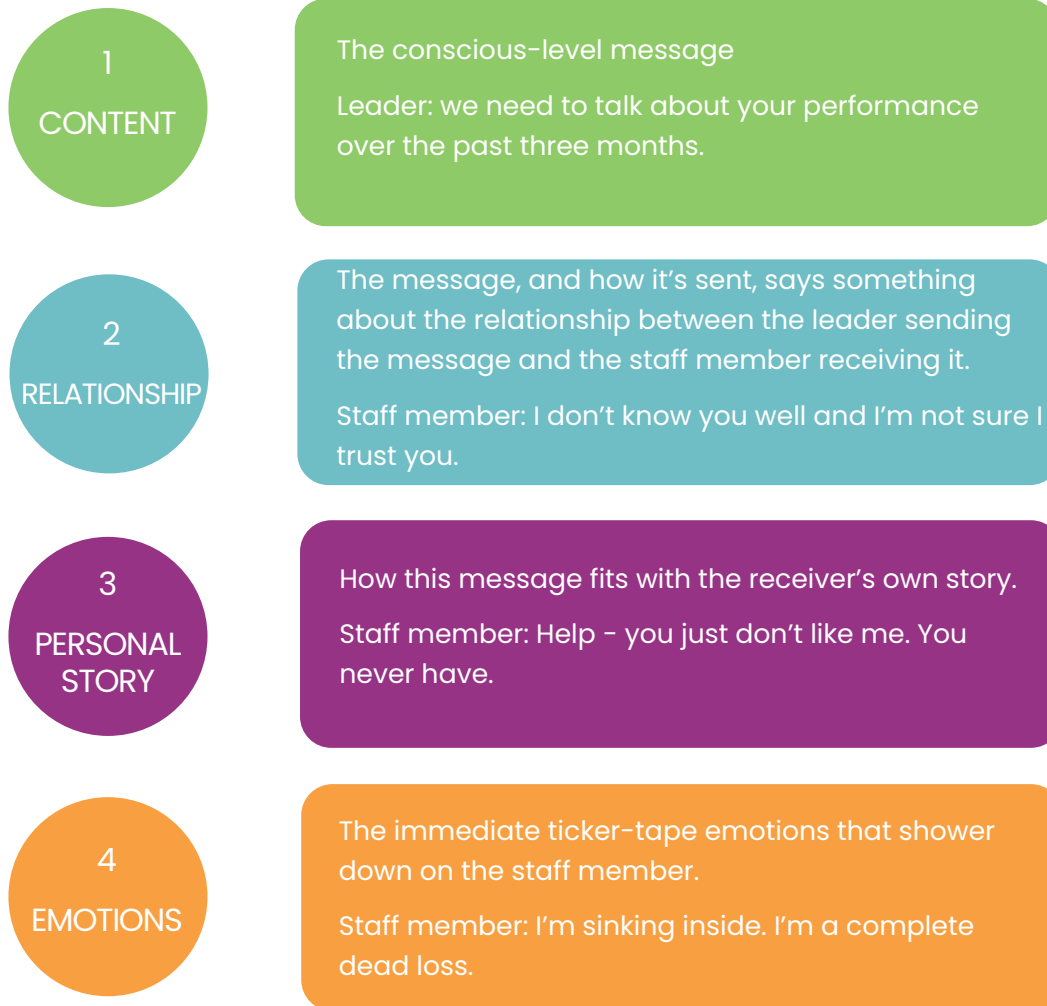 1
CONTENT
The conscious-level message
Leader: we need to talk about your performance
over the past three months.
2
RELATIONSHIP
The message, and how it’s sent, says something
about the relationship between the leader sending
the message and the staff member receiving it.
Staff member: I don’t know you well and I’m not sure I
trust you.
3
PERSONAL
STORY
How this message fits with the receiver’s own story.
Staff member: Help - you just don’t like me. You
never have.
4
EMOTIONS
The immediate ticker-tape emotions that shower
down on the staff member.
Staff member: I’m sinking inside. I’m a complete
dead loss.